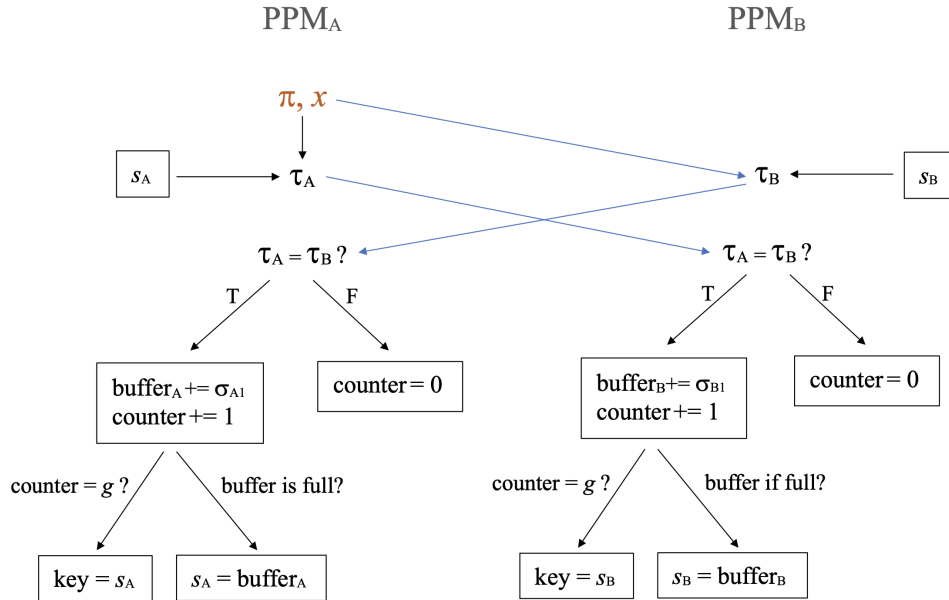 PPMA PPMB
π, x
sA τA τB sB
τA = τB ? τA = τB ?
T F T F
bufferA += σA1
counter += 1
counter = 0
bufferB += σB1
counter += 1
counter = 0
counter = g ? buffer is full? counter = g ? buffer if full?
key = sA sA = bufferA key = sB sB = bufferB